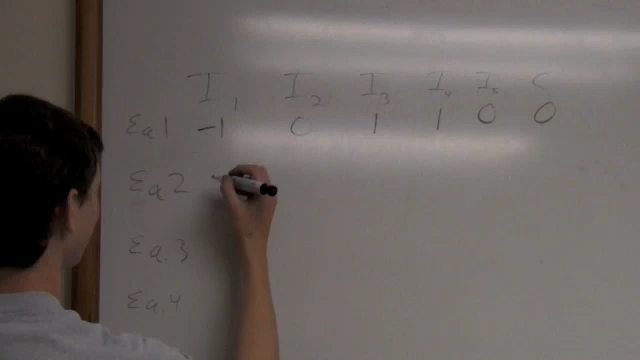 I1 I2 I3 I4 I5 C
Eq 1 -1 0 1 1 0 0
Eq 2
Eq. 3
Eq. 4